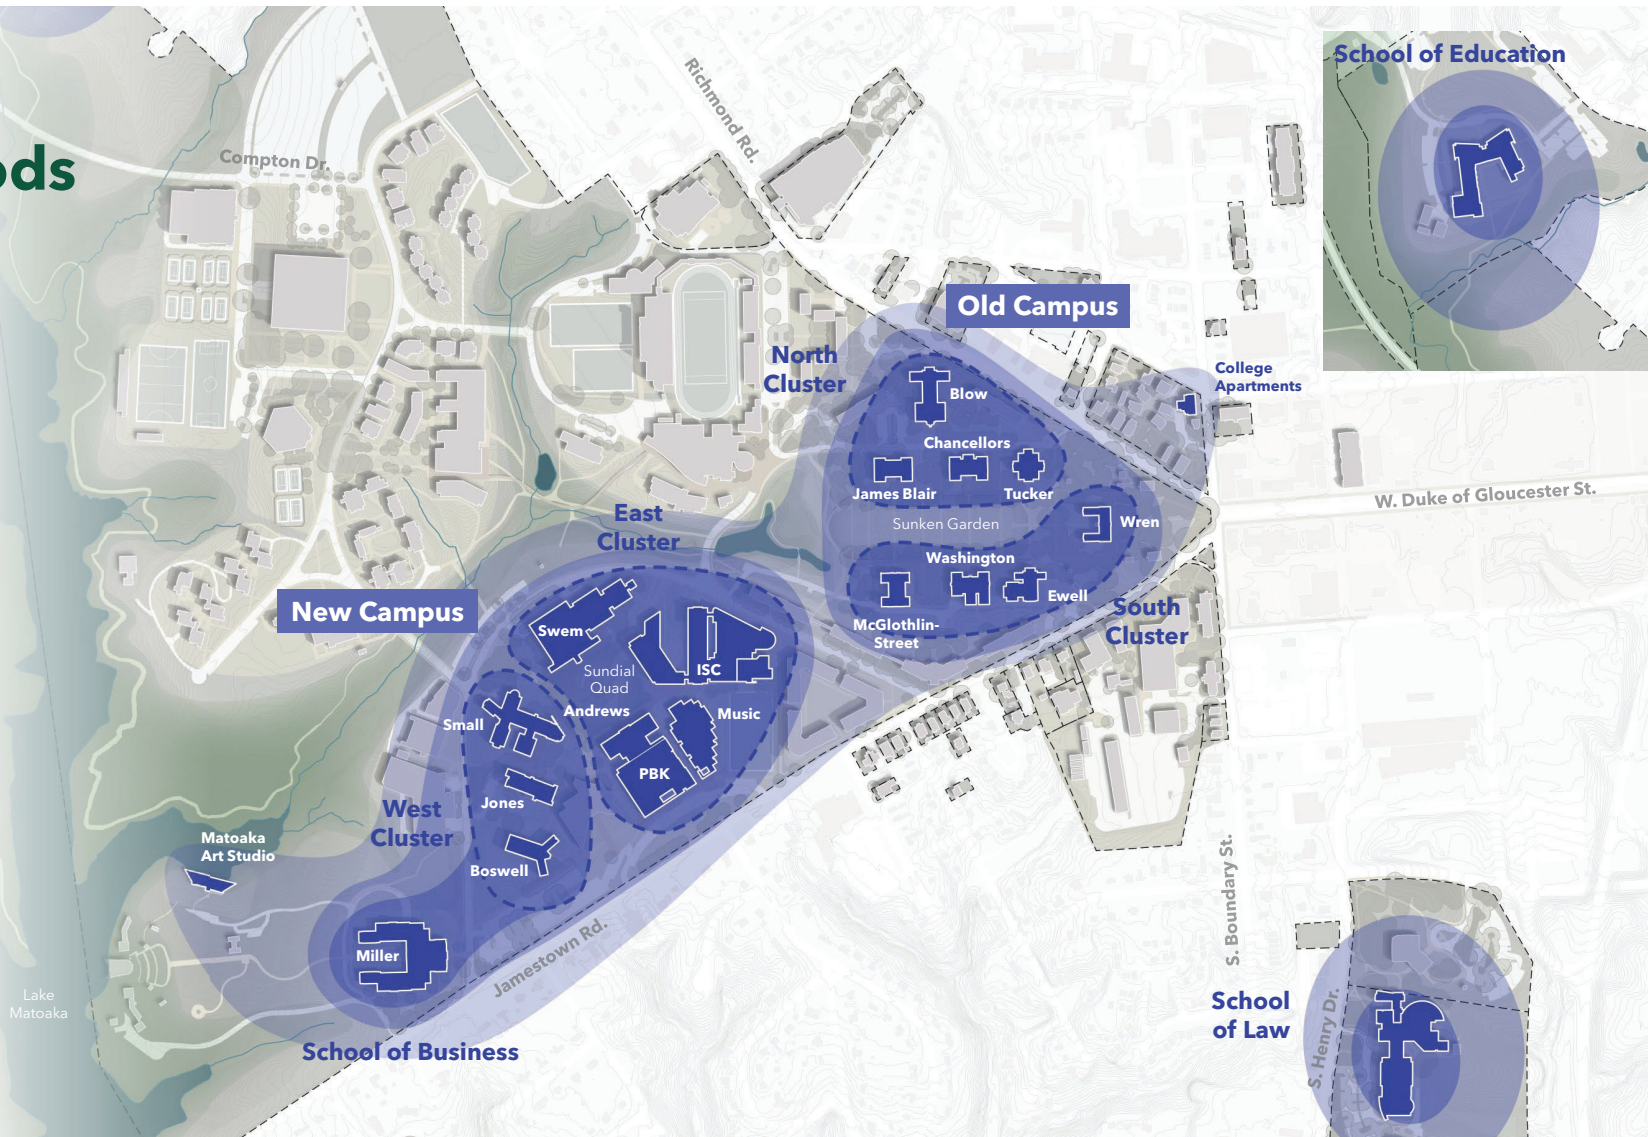 ods
Compton Dr.
Richmond Rd.
School of Education
Old Campus
North
Cluster
College
Apartments
Blow
Chancellors
James Blair
Tucker
W. Duke of Gloucester St.
Sunken Garden
Wren
East
Cluster
Washington
Ewell
McGlothlin-
Street
South
Cluster
New Campus
Swem
Sundial
Quad
ISC
Small
Andrews
Music
PBK
Jones
West
Cluster
Boswell
Matoaka
Art Studio
Miller
Jamestown Rd.
S. Boundary St.
Lake
Matoaka
School
of Law
S. Henry Dr.
School of Business